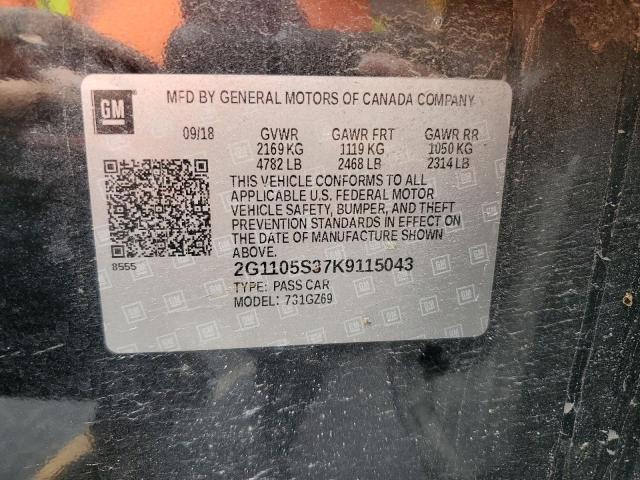 GM
MFD BY GENERAL MOTORS OF CANADA COMPANY
09/18 GVWR GAWR FRT GAWR RR
2169 KG 1119 KG 1050 KG
4782 LB 2468 LB 2314 LB
THIS VEHICLE CONFORMS TO ALL
APPLICABLE U.S. FEDERAL MOTOR
VEHICLE SAFETY, BUMPER, AND THEFT
PREVENTION STANDARDS IN EFFECT ON
THE DATE OF MANUFACTURE SHOWN
ABOVE.
8555
2G1105S37K9115043
TYPE: PASS CAR
MODEL: 731GZ69